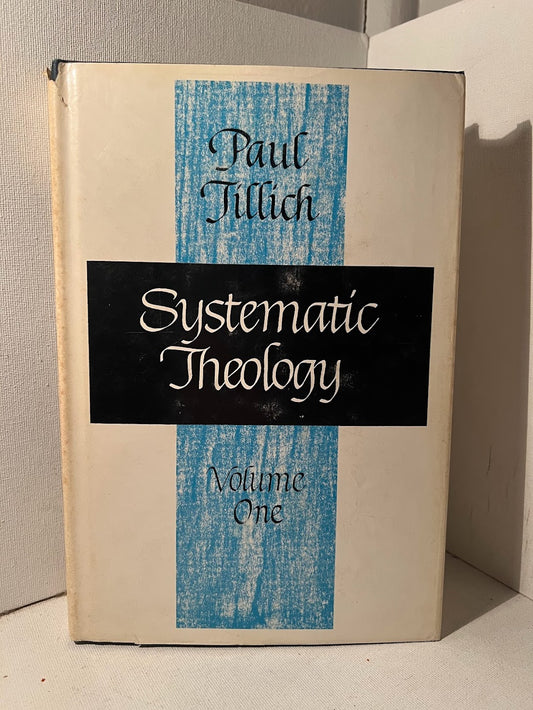 Paul
Tillich
Systematic
Theology
Volume
One